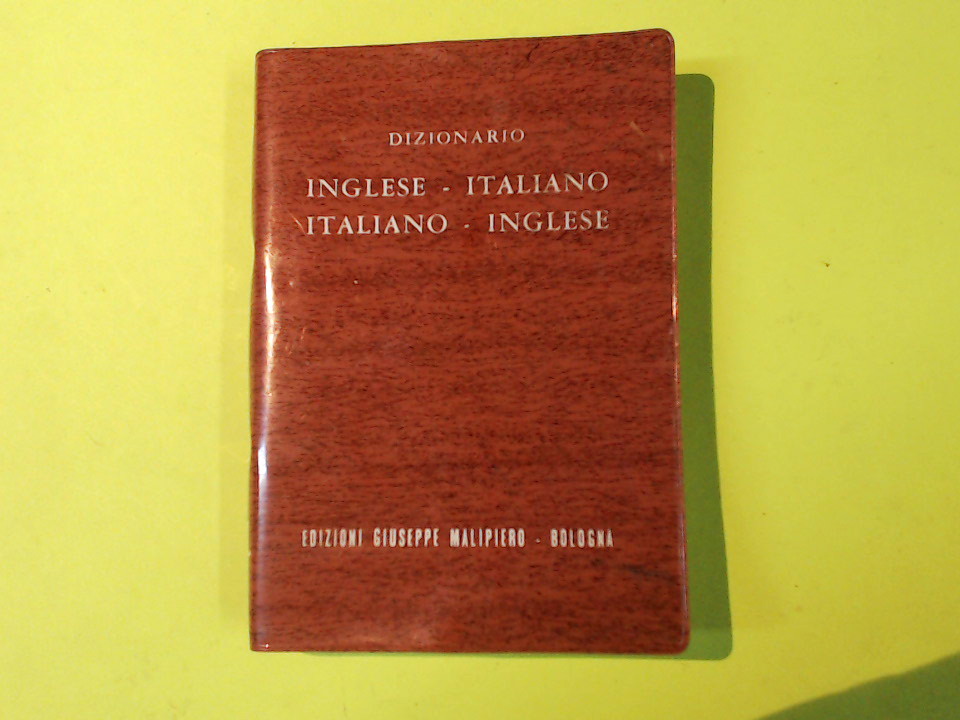 DIZIONARIO
INGLESE - ITALIANO
ITALIANO - INGLESE
EDIZIONI GIUSEPPE MALIPIERO - BOLOGNA